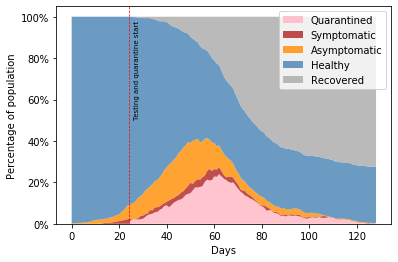 100%
80%
60%
40%
20%
0%
Percentage of population
0
20
40
60
80
100
120
Days
Testing and quarantine start
Quarantined
Symptomatic
Asymptomatic
Healthy
Recovered